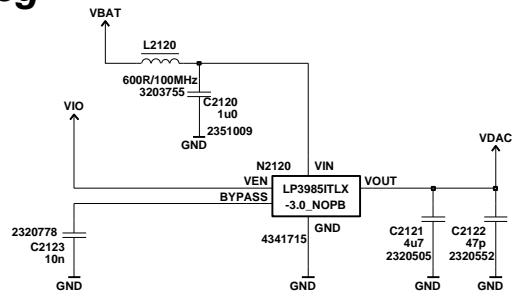 VBAT
L2120
600R/100MHz
3203755
C2120
1u0
2351009
GND
VIO
VDAC
N2120
VIN
VEN
LP3985ITLX
VOUT
BYPASS
-3.0_NOPB
GND
4341715
2320778
C2123
10n
C2121
4u7
2320505
C2122
47p
2320552
GND
GND
GND
GND